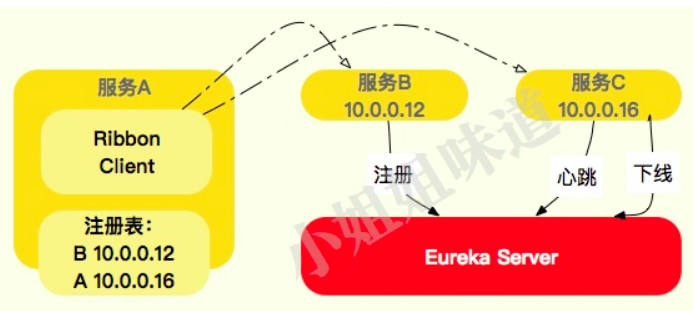 服务A
Ribbon
Client
注册表：
B 10.0.0.12
A 10.0.0.16
服务B
10.0.0.12
服务C
10.0.0.16
注册
心跳
下线
Eureka Server
小姐姐味道